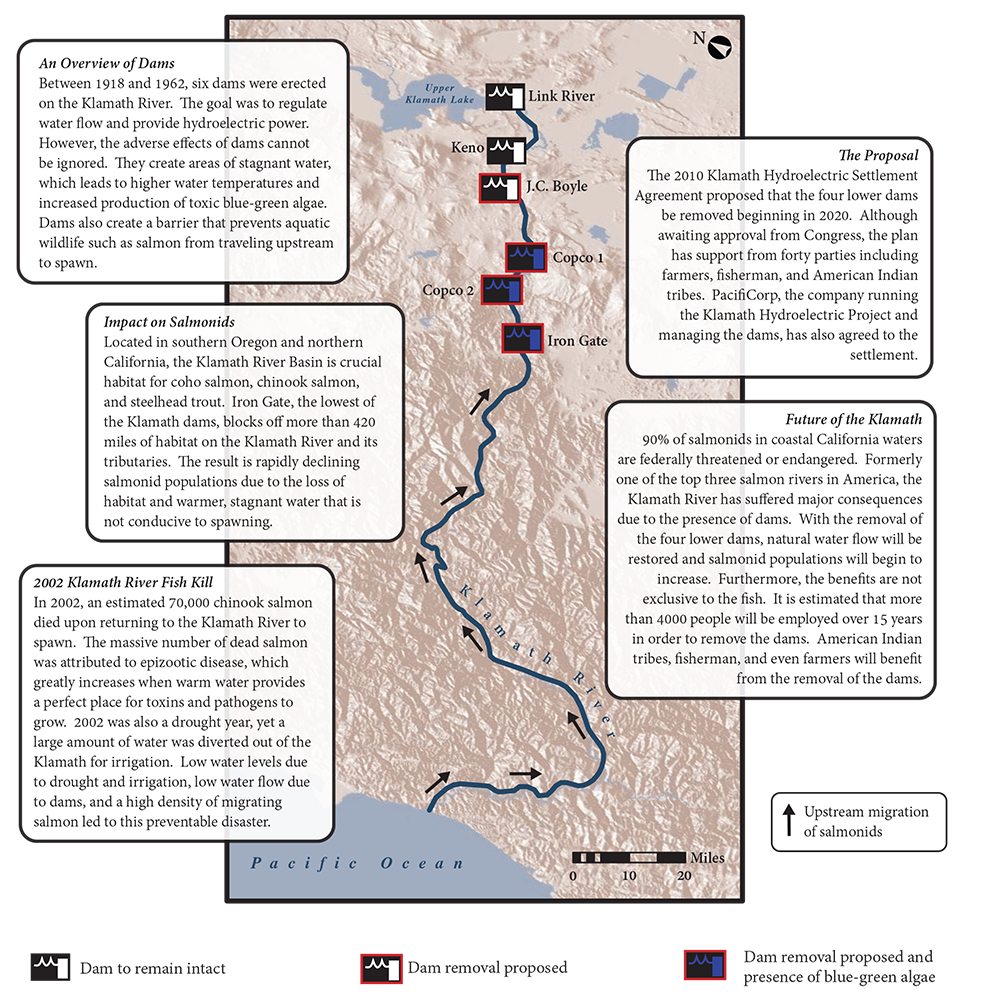 N
An Overview of Dams
Between 1918 and 1962, six dams were erected
on the Klamath River.  The goal was to regulate
water flow and provide hydroelectric power.
However, the adverse effects of dams cannot
be ignored.  They create areas of stagnant water,
which leads to higher water temperatures and
increased production of toxic blue-green algae.
Dams also create a barrier that prevents aquatic
wildlife such as salmon from traveling upstream
to spawn.
Upper
Klamath Lake
Link River
Keno
J.C. Boyle
Copco 1
Copco 2
Iron Gate
The Proposal
The 2010 Klamath Hydroelectric Settlement
Agreement proposed that the four lower dams
be removed beginning in 2020.  Although
awaiting approval from Congress, the plan
has support from forty parties including
farmers, fisherman, and American Indian
tribes.  PacifiCorp, the company running
the Klamath Hydroelectric Project and
managing the dams, has also agreed to the
settlement.
Impact on Salmonids
Located in southern Oregon and northern
California, the Klamath River Basin is crucial
habitat for coho salmon, chinook salmon,
and steelhead trout.  Iron Gate, the lowest of
the Klamath dams, blocks off more than 420
miles of habitat on the Klamath River and its
tributaries.  The result is rapidly declining
salmonid populations due to the loss of
habitat and warmer, stagnant water that is
not conducive to spawning.
Future of the Klamath
90% of salmonids in coastal California waters
are federally threatened or endangered.  Formerly
one of the top three salmon rivers in America, the
Klamath River has suffered major consequences
due to the presence of dams.  With the removal of
the four lower dams, natural water flow will be
restored and salmonid populations will begin to
increase.  Furthermore, the benefits are not
exclusive to the fish.  It is estimated that more
than 4000 people will be employed over 15 years
in order to remove the dams.  American Indian
tribes, fisherman, and even farmers will benefit
from the removal of the dams.
2002 Klamath River Fish Kill
In 2002, an estimated 70,000 chinook salmon
died upon returning to the Klamath River to
spawn.  The massive number of dead salmon
was attributed to epizootic disease, which
greatly increases when warm water provides
a perfect place for toxins and pathogens to
grow.  2002 was also a drought year, yet a
large amount of water was diverted out of the
Klamath for irrigation.  Low water levels due
to drought and irrigation, low water flow due
to dams, and a high density of migrating
salmon led to this preventable disaster.
Klamath River
Pacific Ocean
Miles
0 10 20
Upstream migration
of salmonids
Dam to remain intact
Dam removal proposed
Dam removal proposed and
presence of blue-green algae